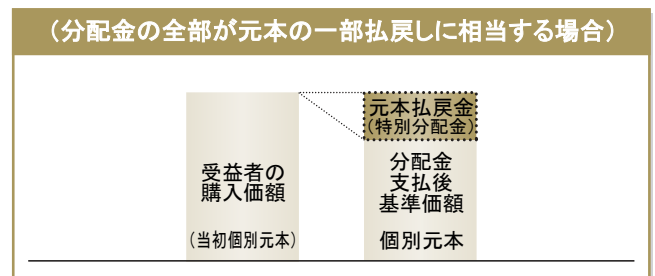 （分配金の全部が元本の一部払戻しに相当する場合）
受益者の
購入価額
（当初個別元本）
元本払戻金
（特別分配金）
分配金
支払後
基準価額
個別元本